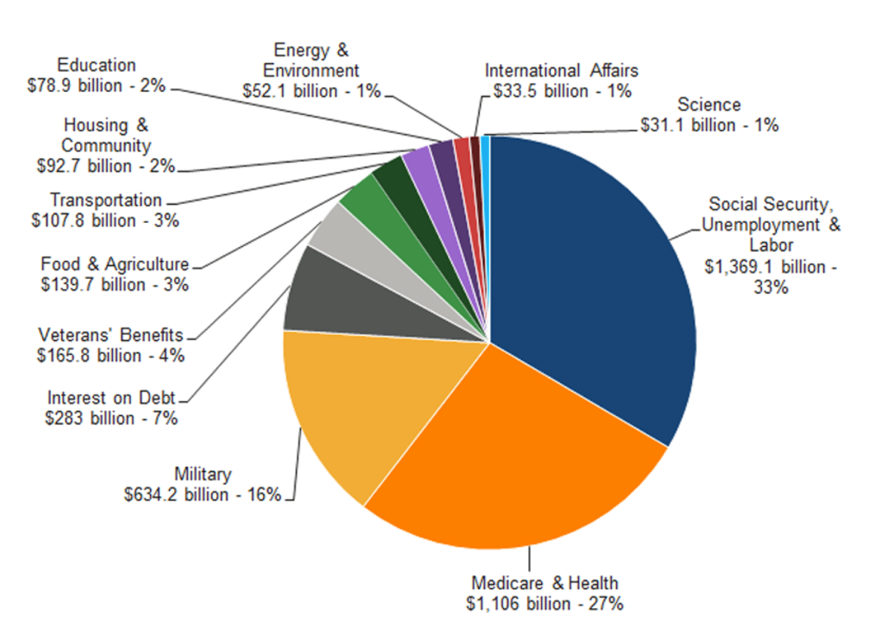 Energy &
Environment
$52.1 billion - 1%
Education
$78.9 billion - 2%
International Affairs
$33.5 billion - 1%
Science
$31.1 billion - 1%
Housing &
Community
$92.7 billion - 2%
Transportation
$107.8 billion - 3%
Social Security,
Unemployment &
Labor
$1,369.1 billion -
33%
Food & Agriculture
$139.7 billion - 3%
Veterans' Benefits
$165.8 billion - 4%
Interest on Debt
$283 billion - 7%
Military
$634.2 billion - 16%
Medicare & Health
$1,106 billion - 27%